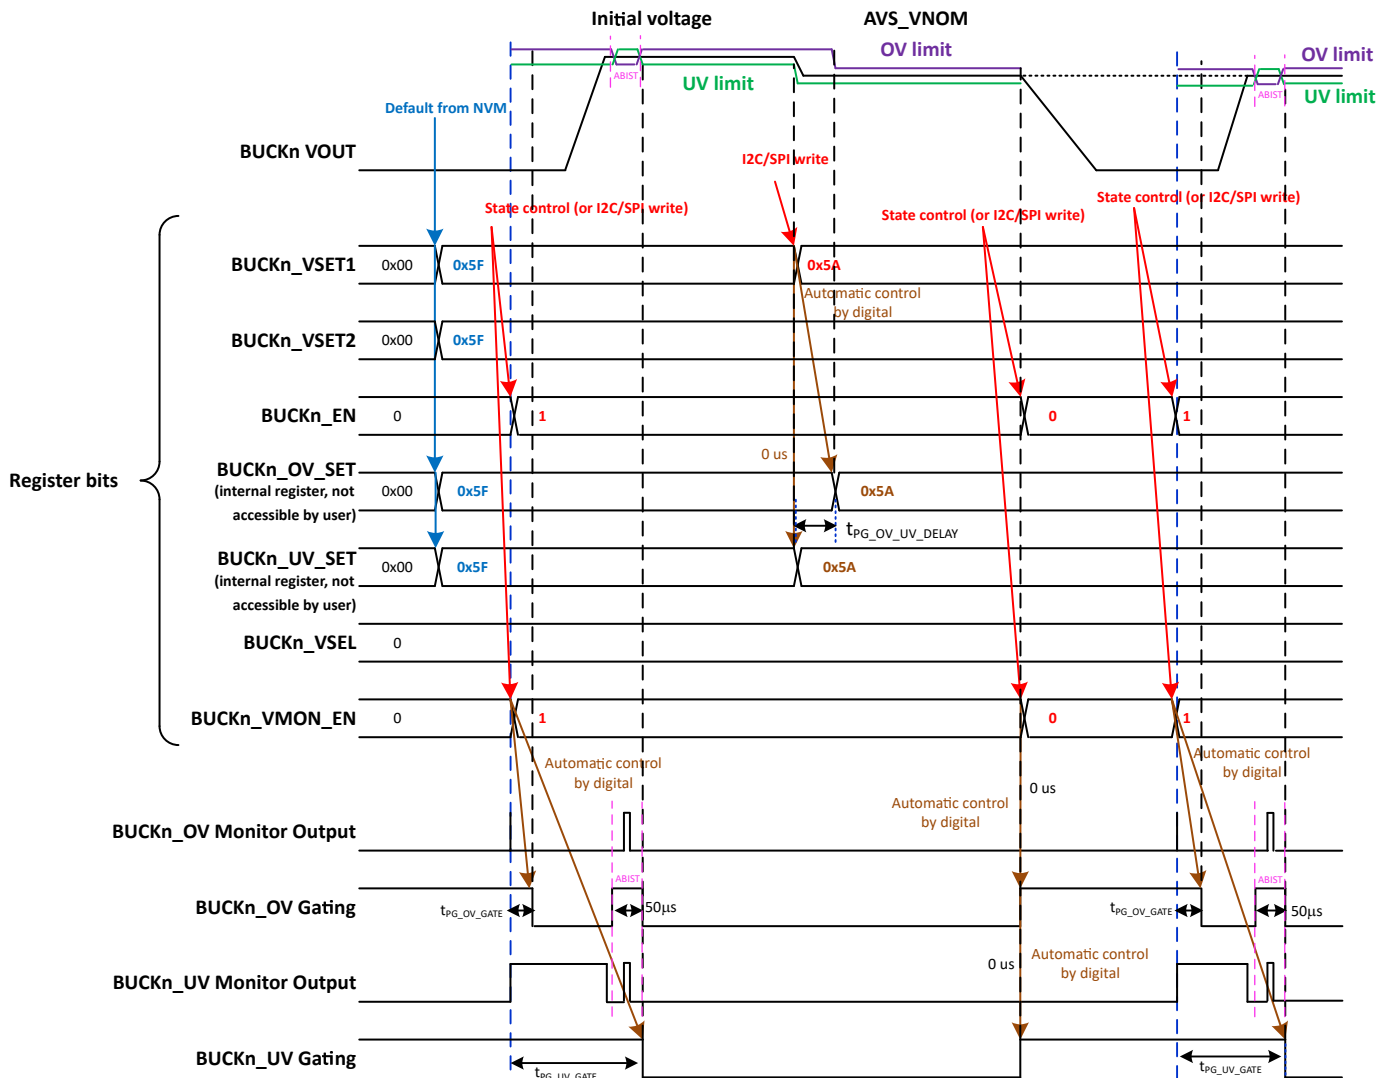 Initial voltage
AVS_VNOM
OV limit
OV limit
ABIST
UV limit
ABIST
UV limit
Default from NVM
BUCKn VOUT
I2C/SPI write
State control (or I2C/SPI write)
State control (or I2C/SPI write)
State control (or I2C/SPI write)
BUCKn_VSET1
0x00
0x5F
0x5A
Automatic control
by digital
BUCKn_VSET2
0x00
0x5F
BUCKn_EN
0
1
0
1
0 us
Register bits
BUCKn_OV_SET
(internal register, not
accessible by user)
0x00
0x5F
0x5A
tPG_OV_UV_DELAY
BUCKn_UV_SET
(internal register, not
accessible by user)
0x00
0x5F
0x5A
BUCKn_VSEL
0
BUCKn_VMON_EN
0
1
0
1
Automatic control
by digital
Automatic control
by digital
0 us
Automatic control
by digital
BUCKn_OV Monitor Output
ABIST
ABIST
BUCKn_OV Gating
tPG_OV_GATE
50µs
tPG_OV_GATE
50µs
0 us
Automatic control
by digital
BUCKn_UV Monitor Output
BUCKn_UV Gating
tPG_UV_GATE
tPG_UV_GATE